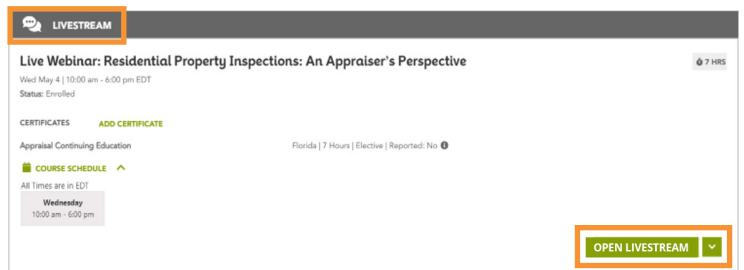 LIVESTREAM
Live Webinar: Residential Property Inspections: An Appraiser's Perspective
7 HRS
Wed May 4 | 10:00 am - 6:00 pm EDT
Status: Enrolled
CERTIFICATES ADD CERTIFICATE
Appraisal Continuing Education Florida | 7 Hours | Elective | Reported: No
COURSE SCHEDULE
All Times are in EDT
Wednesday
10:00 am - 6:00 pm
OPEN LIVESTREAM